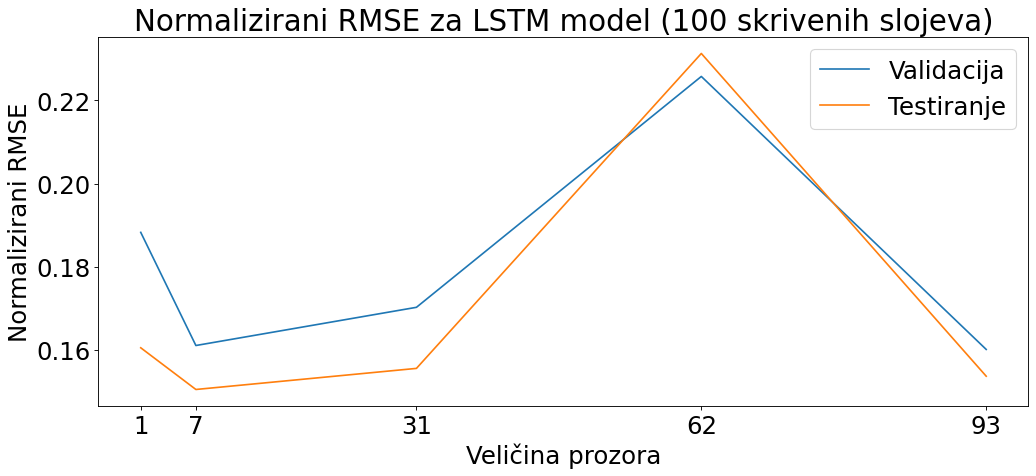 Normalizirani RMSE za LSTM model (100 skrivenih slojeva)
Validacija
Testiranje
Normalizirani RMSE
0.22
0.20
0.18
0.16
1 7 31 62 93
Veličina prozora